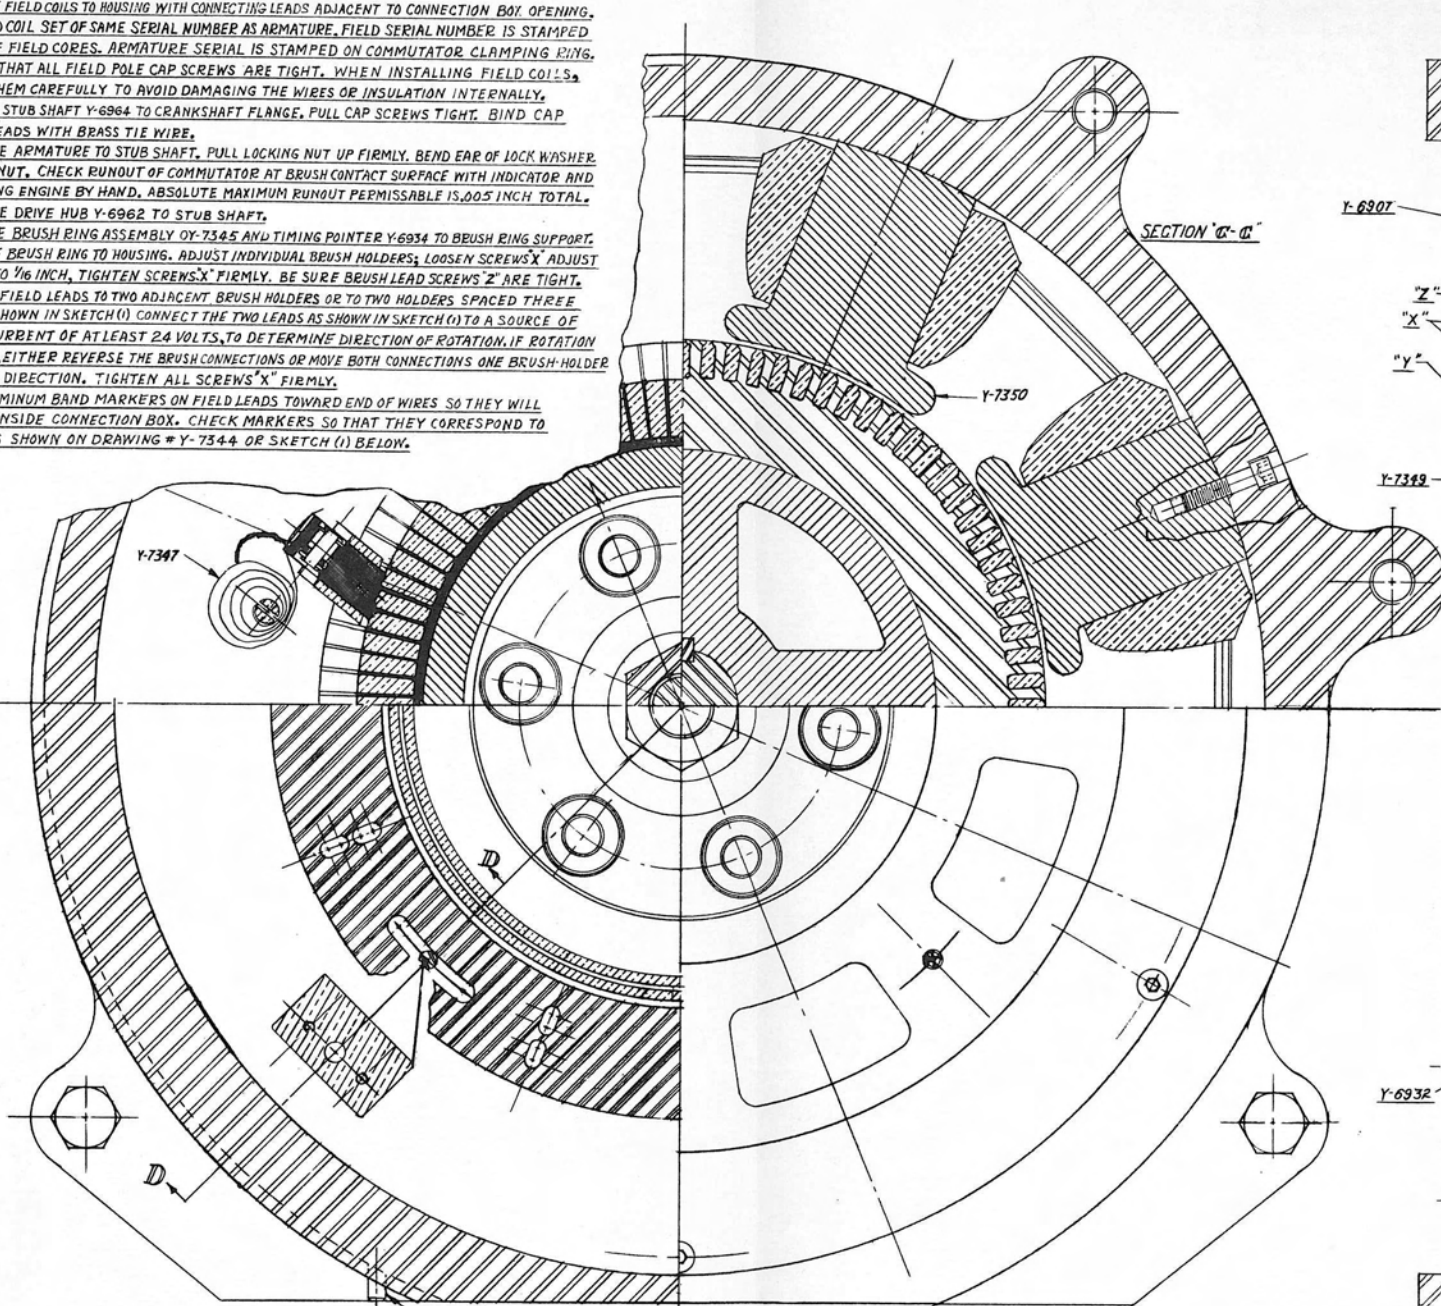 FIELD COILS TO HOUSING WITH CONNECTING LEADS ADJACENT TO CONNECTION BOX OPENING.
COIL SET OF SAME SERIAL NUMBER AS ARMATURE. FIELD SERIAL NUMBER IS STAMPED
FIELD CORES. ARMATURE SERIAL IS STAMPED ON COMMUTATOR CLAMPING RING.
THAT ALL FIELD POLE CAP SCREWS ARE TIGHT. WHEN INSTALLING FIELD COILS,
HEM CAREFULLY TO AVOID DAMAGING THE WIRES OR INSULATION INTERNALLY.
STUB SHAFT Y-6964 TO CRANKSHAFT FLANGE. PULL CAP SCREWS TIGHT. BIND CAP
EADS WITH BRASS TIE WIRE.
E ARMATURE TO STUB SHAFT. PULL LOCKING NUT UP FIRMLY. BEND EAR OF LOCK WASHER
NUT. CHECK RUNOUT OF COMMUTATOR AT BRUSH CONTACT SURFACE WITH INDICATOR AND
NG ENGINE BY HAND. ABSOLUTE MAXIMUM RUNOUT PERMISSABLE IS .005 INCH TOTAL.
E DRIVE HUB Y-6962 TO STUB SHAFT.
E BRUSH RING ASSEMBLY OY-7345 AND TIMING POINTER Y-6934 TO BRUSH RING SUPPORT.
E BRUSH RING TO HOUSING. ADJUST INDIVIDUAL BRUSH HOLDERS; LOOSEN SCREWS "X" ADJUST
TO 1/16 INCH, TIGHTEN SCREWS "X" FIRMLY. BE SURE BRUSH LEAD SCREWS "Z" ARE TIGHT.
FIELD LEADS TO TWO ADJACENT BRUSH HOLDERS OR TO TWO HOLDERS SPACED THREE
HOWN IN SKETCH (1) CONNECT THE TWO LEADS AS SHOWN IN SKETCH (1) TO A SOURCE OF
URRENT OF AT LEAST 24 VOLTS, TO DETERMINE DIRECTION OF ROTATION. IF ROTATION
EITHER REVERSE THE BRUSH CONNECTIONS OR MOVE BOTH CONNECTIONS ONE BRUSH-HOLDER
DIRECTION. TIGHTEN ALL SCREWS "X" FIRMLY.
MINUM BAND MARKERS ON FIELD LEADS TOWARD END OF WIRES SO THEY WILL
NSIDE CONNECTION BOX. CHECK MARKERS SO THAT THEY CORRESPOND TO
SHOWN ON DRAWING # Y-7344 OR SKETCH (1) BELOW.
Y-6907
SECTION "C-C"
"Z"
"X"
"Y"
Y-7350
Y-7349
Y-7347
D
D
Y-6932